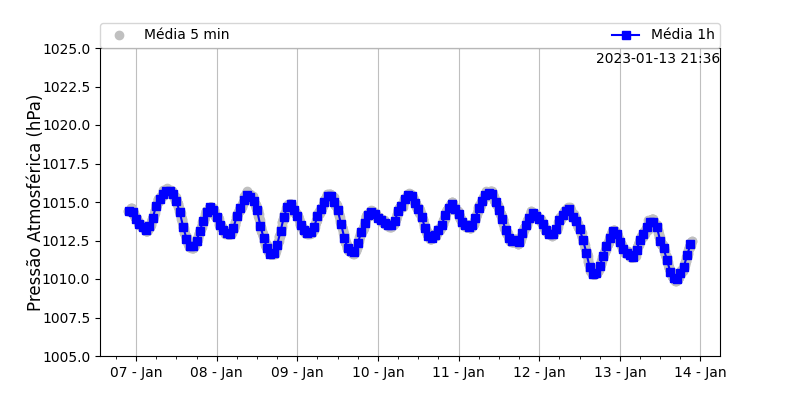 Média 5 min
Média 1h
2023-01-13 21:36
Pressão Atmosférica (hPa)
1025.0
1022.5
1020.0
1017.5
1015.0
1012.5
1010.0
1007.5
1005.0
07 - Jan
08 - Jan
09 - Jan
10 - Jan
11 - Jan
12 - Jan
13 - Jan
14 - Jan